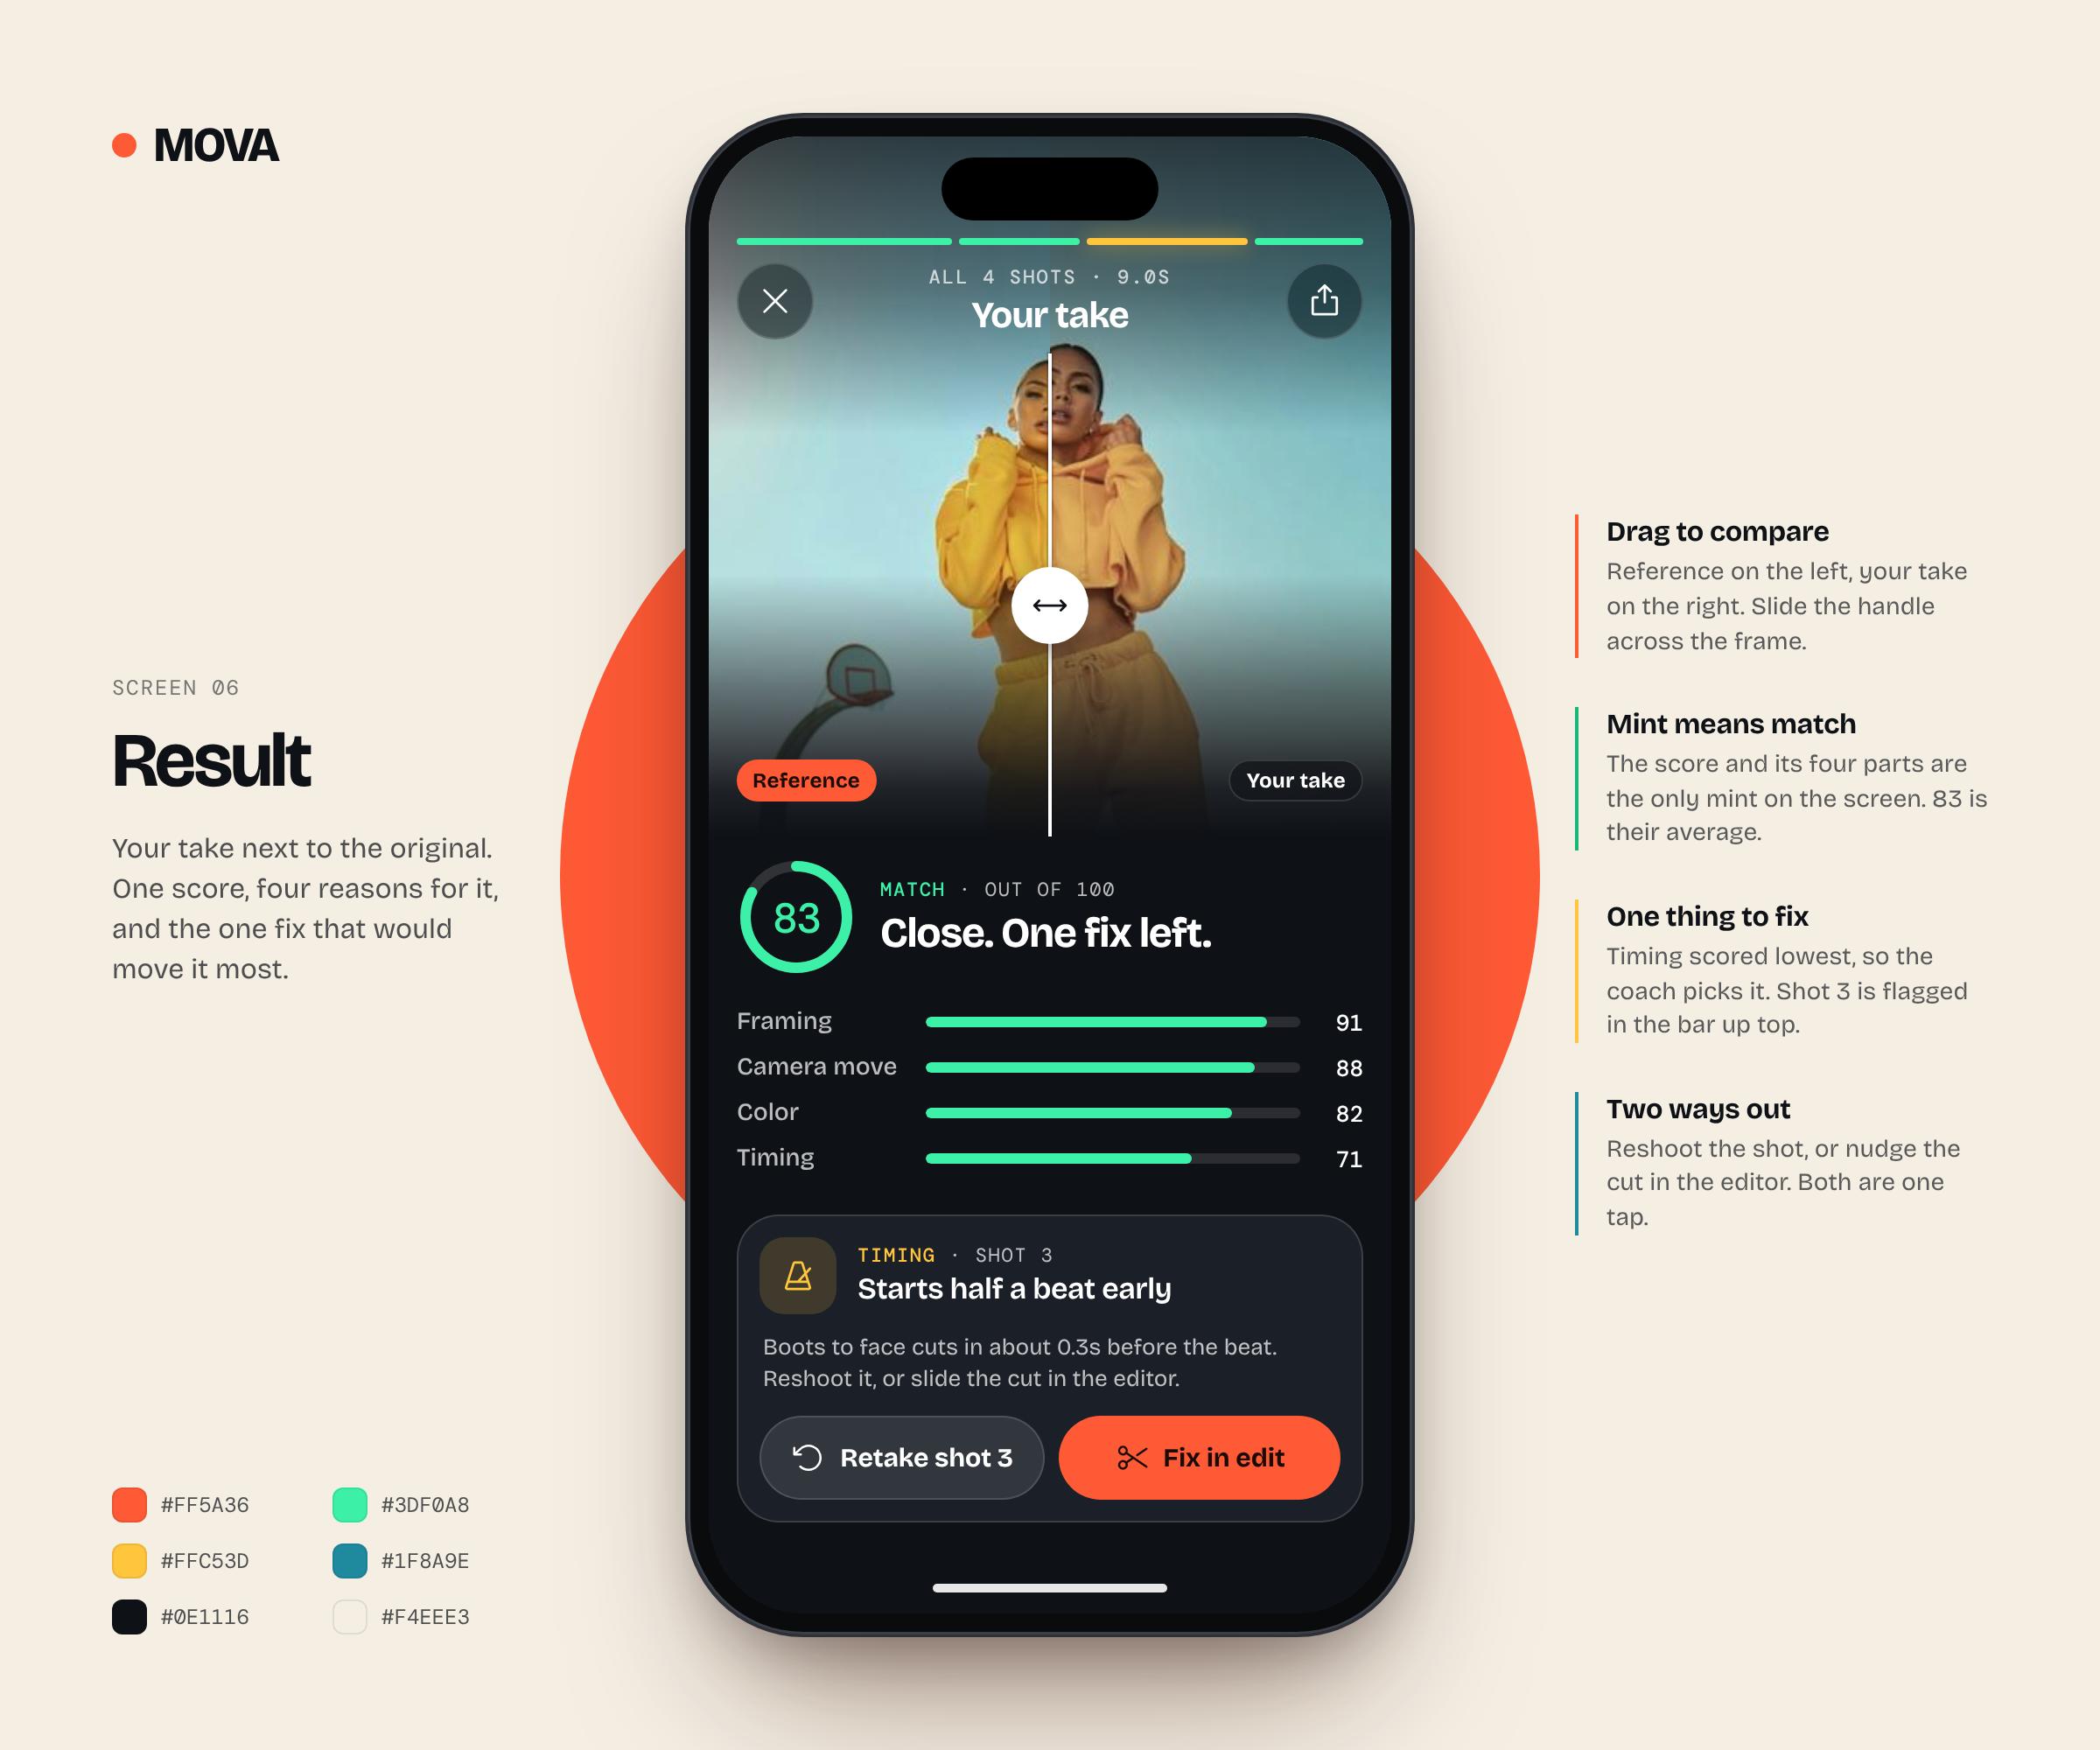 MOVA
SCREEN 06
Result
Your take next to the original.
One score, four reasons for it,
and the one fix that would
move it most.
#FF5A36
#3DF0A8
#FFC53D
#1F8A9E
#0E1116
#F4EEE3
ALL 4 SHOTS · 9.0S
Your take
Reference
Your take
83
MATCH · OUT OF 100
Close. One fix left.
Framing 91
Camera move 88
Color 82
Timing 71
TIMING · SHOT 3
Starts half a beat early
Boots to face cuts in about 0.3s before the beat.
Reshoot it, or slide the cut in the editor.
Retake shot 3
Fix in edit
Drag to compare
Reference on the left, your take
on the right. Slide the handle
across the frame.
Mint means match
The score and its four parts are
the only mint on the screen. 83 is
their average.
One thing to fix
Timing scored lowest, so the
coach picks it. Shot 3 is flagged
in the bar up top.
Two ways out
Reshoot the shot, or nudge the
cut in the editor. Both are one
tap.